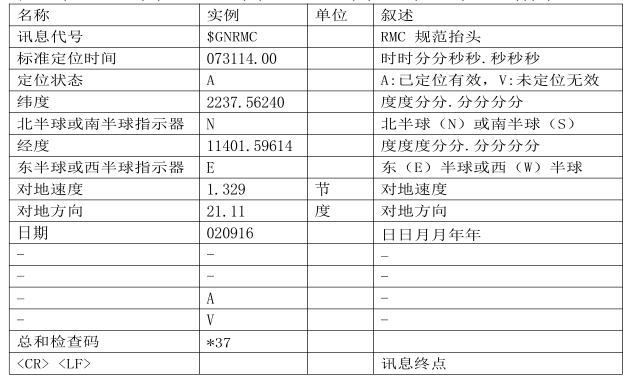 名称 实例 单位 叙述
讯息代号 $GNRMC RMC 规范抬头
标准定位时间 073114.00 时时分分秒秒.秒秒秒
定位状态 A A:已定位有效，V:未定位无效
纬度 2237.56240 度度分分.分分分分
北半球或南半球指示器 N 北半球（N）或南半球（S）
经度 11401.59614 度度度分分.分分分分
东半球或西半球指示器 E 东（E）半球或西（W）半球
对地速度 1.329 节 对地速度
对地方向 21.11 度 对地方向
日期 020916 日日月月年年
- - -
- - -
- A -
- V -
总和检查码 *37
<CR> <LF> 讯息终点